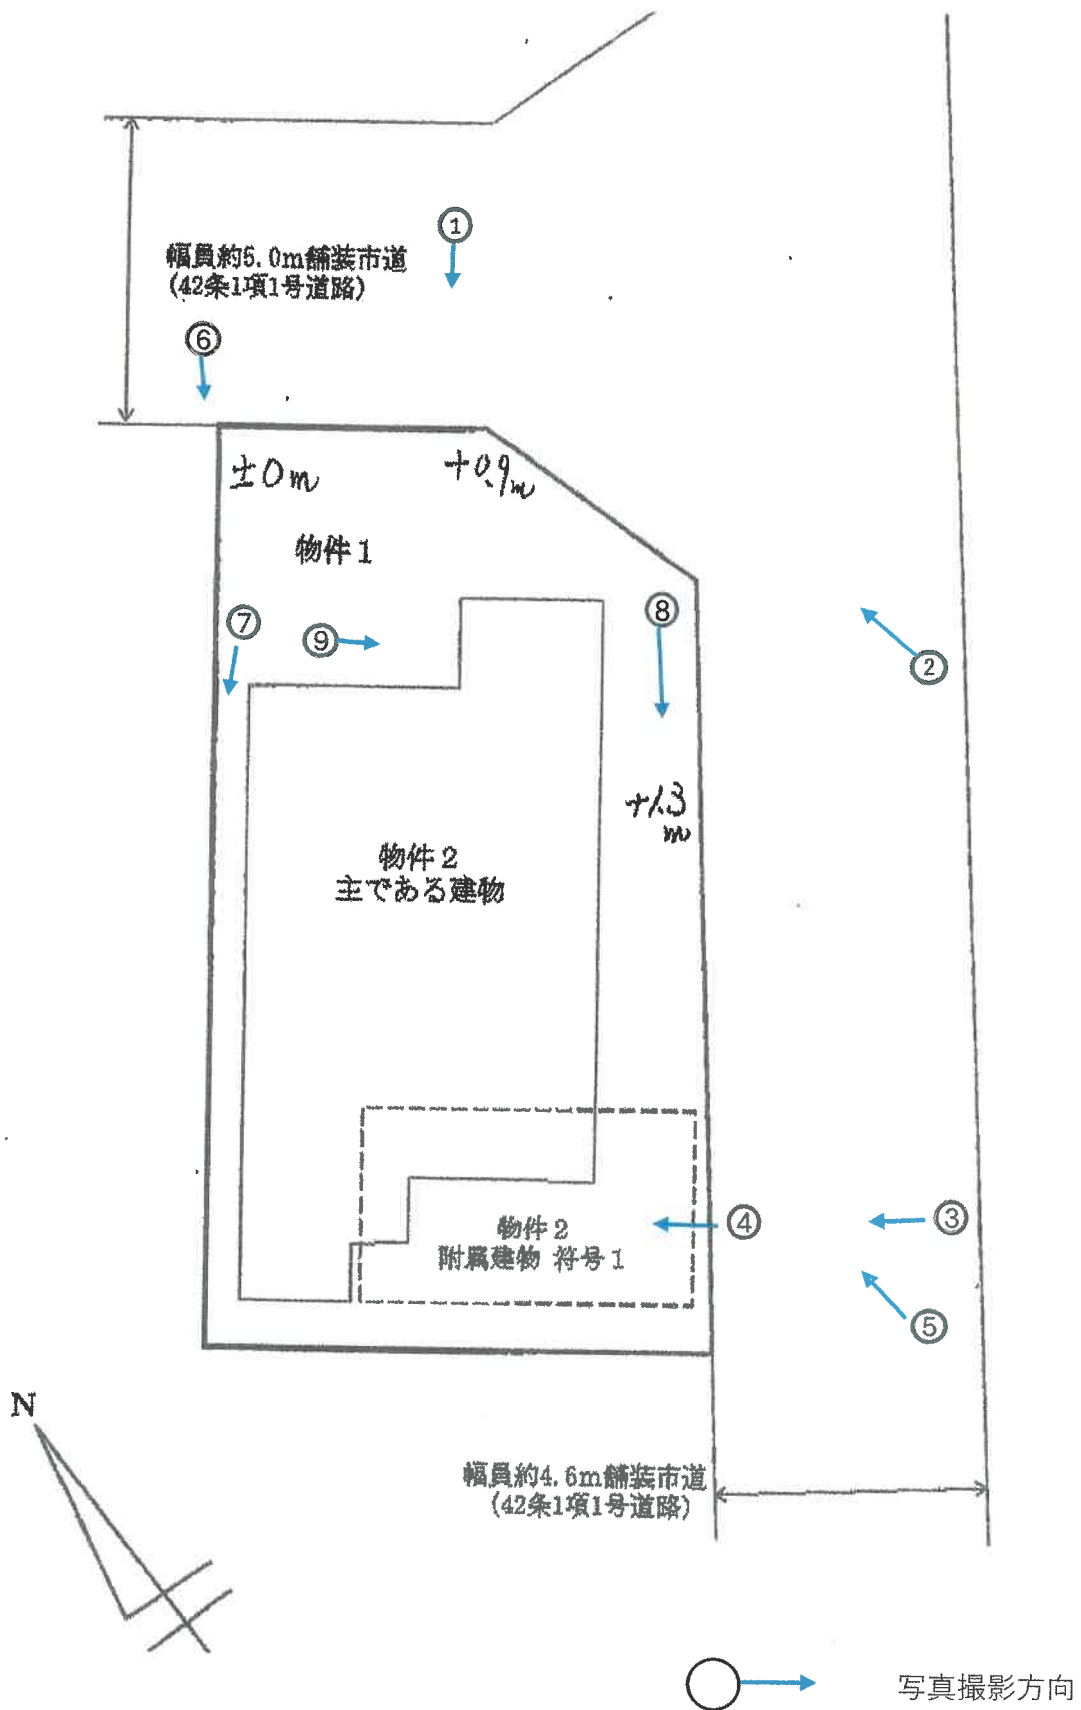 ①
幅員約5.0m舗装市道
(42条1項1号道路)
⑥
±0m
+0.9m
物件1
⑦
⑨
⑧
②
+1.3
m
物件2
主である建物
物件2
附属建物 符号1
④
③
⑤
N
幅員約4.6m舗装市道
(42条1項1号道路)
写真撮影方向